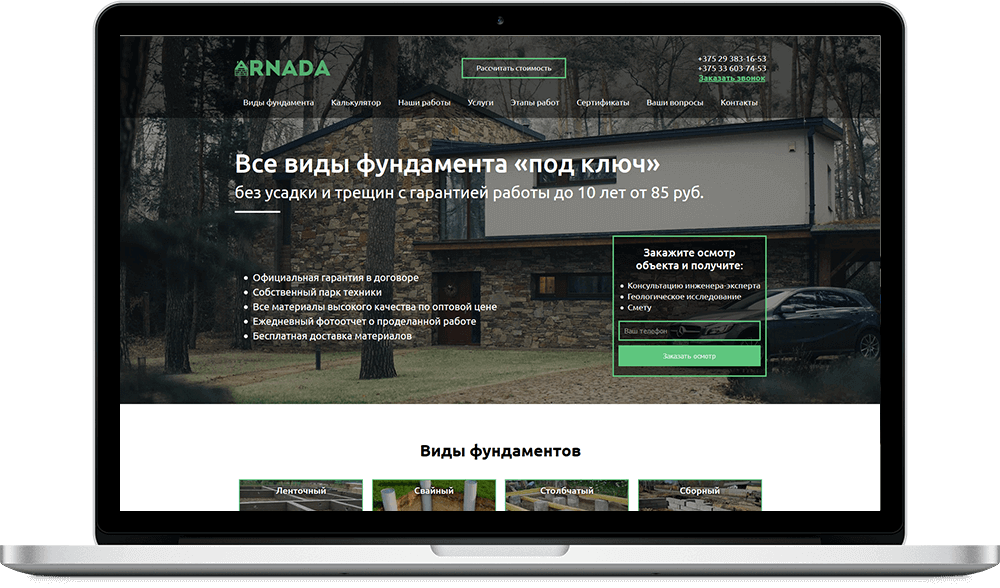 ARNADA
Рассчитать стоимость
+375 29 383-16-53
+375 33 603-74-53
Заказать звонок
Виды фундамента Калькулятор Наши работы Услуги Этапы работ Сертификаты Ваши вопросы Контакты
Все виды фундамента «под ключ»
без усадки и трещин с гарантией работы до 10 лет от 85 руб.
• Официальная гарантия в договоре
• Собственный парк техники
• Все материалы высокого качества по оптовой цене
• Ежедневный фотоотчет о проделанной работе
• Бесплатная доставка материалов
Закажите осмотр
объекта и получите:
• Консультацию инженера-эксперта
• Геологическое исследование
• Смету
Ваш телефон
Заказать осмотр
Виды фундаментов
Ленточный Свайный Столбчатый Сборный